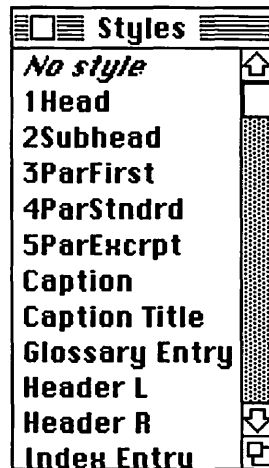 Styles
No style
1Head
2Subhead
3ParFirst
4ParStndrd
5ParExcrpt
Caption
Caption Title
Glossary Entry
Header L
Header R
Index Entry